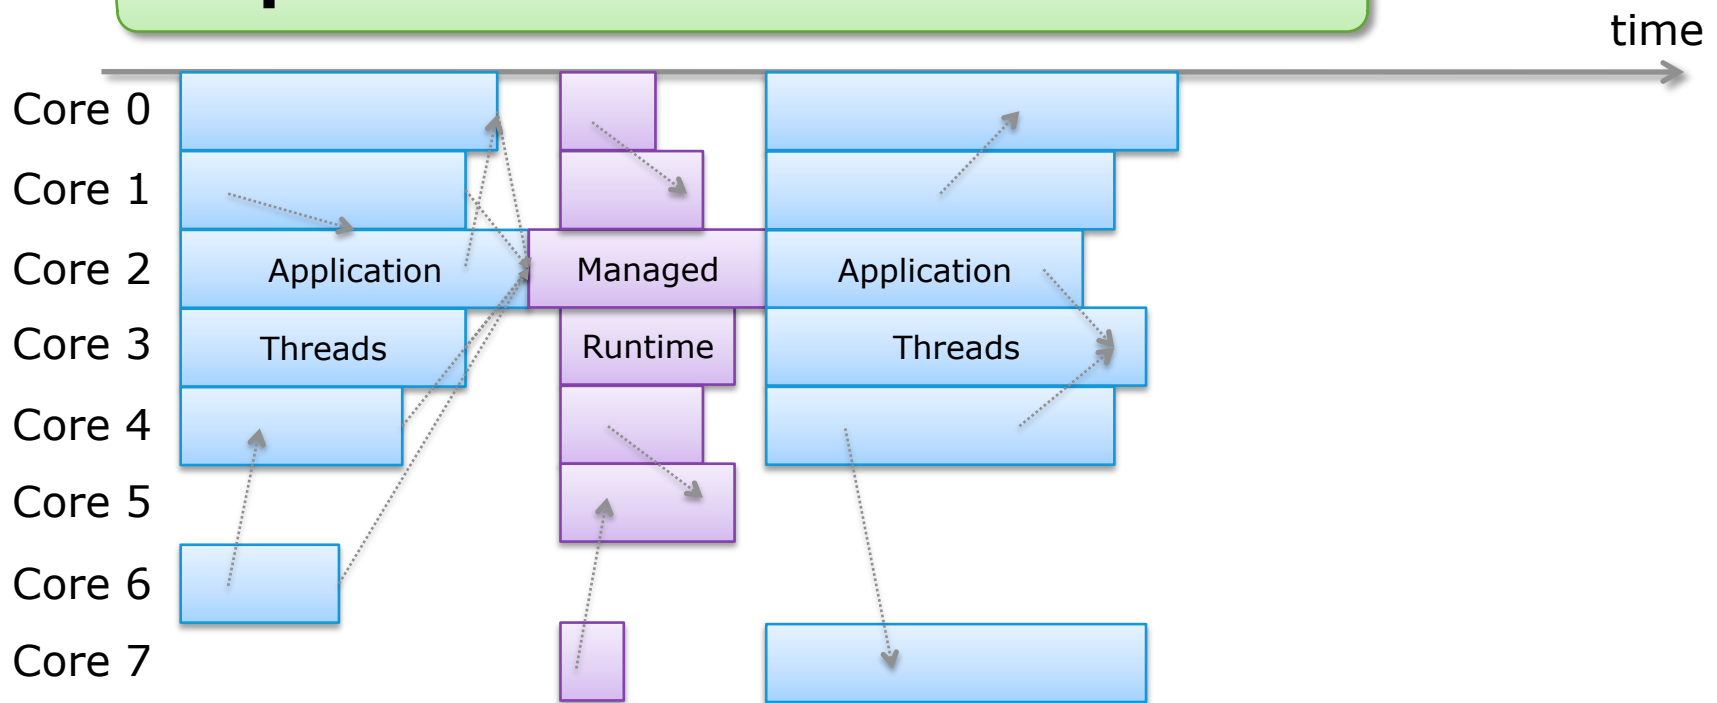 time
Core 0
Core 1
Core 2
Application
Managed
Application
Core 3
Threads
Runtime
Threads
Core 4
Core 5
Core 6
Core 7